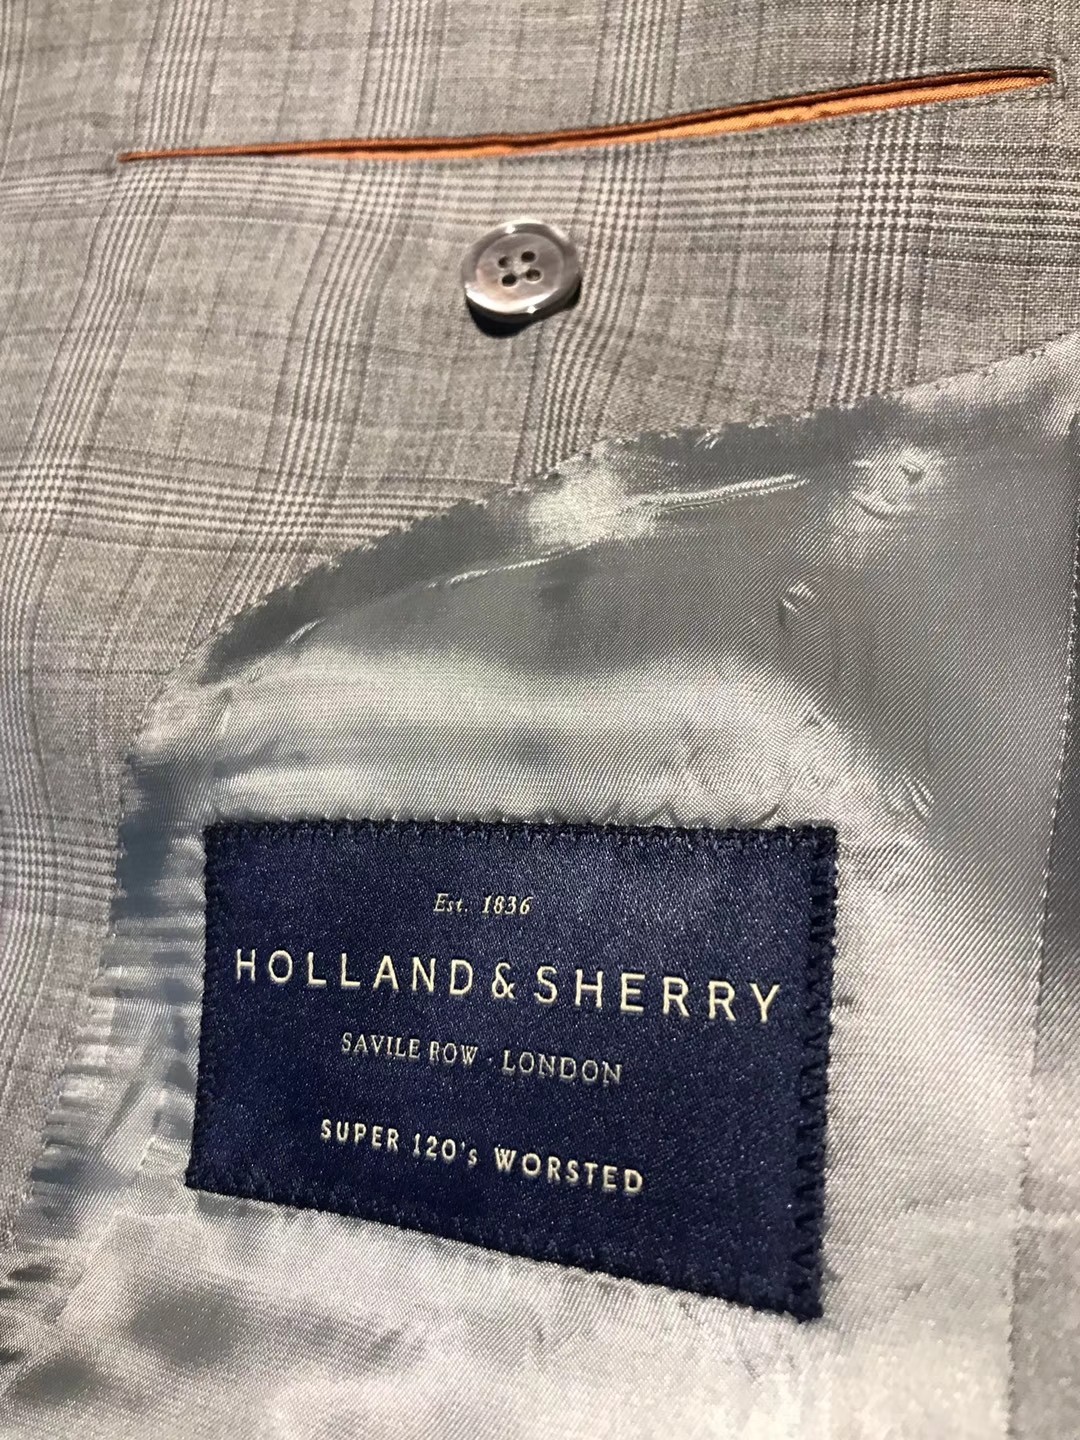 Est. 1836
HOLLAND & SHERRY
SAVILE ROW · LONDON
SUPER 120's WORSTED